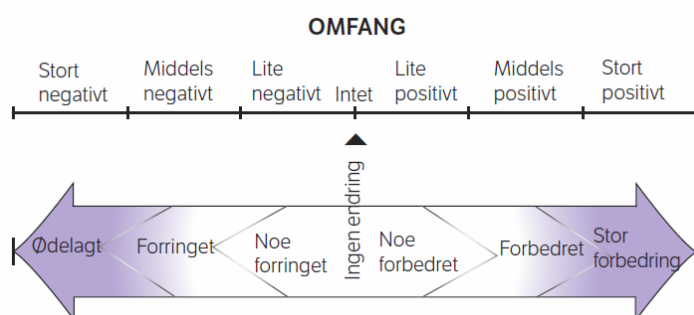 OMFANG
Stort
negativt
Middels
negativt
Lite
negativt
Intet
Lite
positivt
Middels
positivt
Stort
positivt
Ødelagt
Forringet
Noe
forringet
Ingen endring
Noe
forbedret
Forbedret
Stor
forbedring